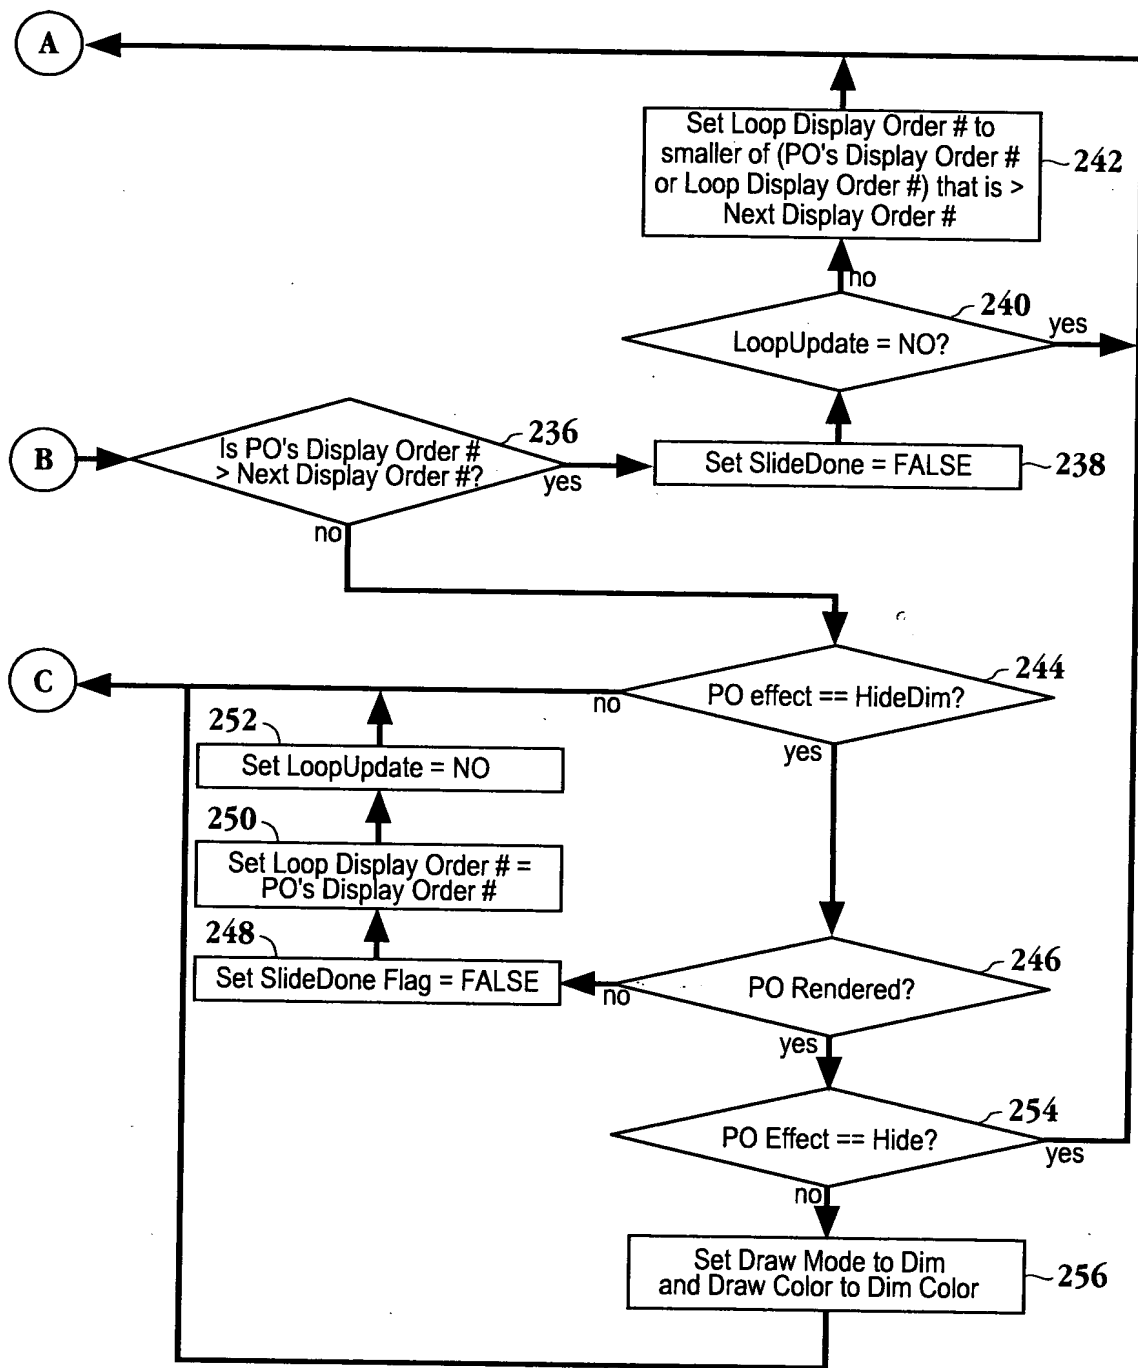 A
Set Loop Display Order # to
smaller of (PO's Display Order #
or Loop Display Order #) that is >
Next Display Order #
242
no
240
LoopUpdate = NO?
yes
B
Is PO's Display Order #
> Next Display Order #?
236
yes
Set SlideDone = FALSE
238
no
C
PO effect == HideDim?
244
no
yes
252
Set LoopUpdate = NO
250
Set Loop Display Order # =
PO's Display Order #
248
Set SlideDone Flag = FALSE
no
PO Rendered?
246
yes
PO Effect == Hide?
254
yes
no
Set Draw Mode to Dim
and Draw Color to Dim Color
256